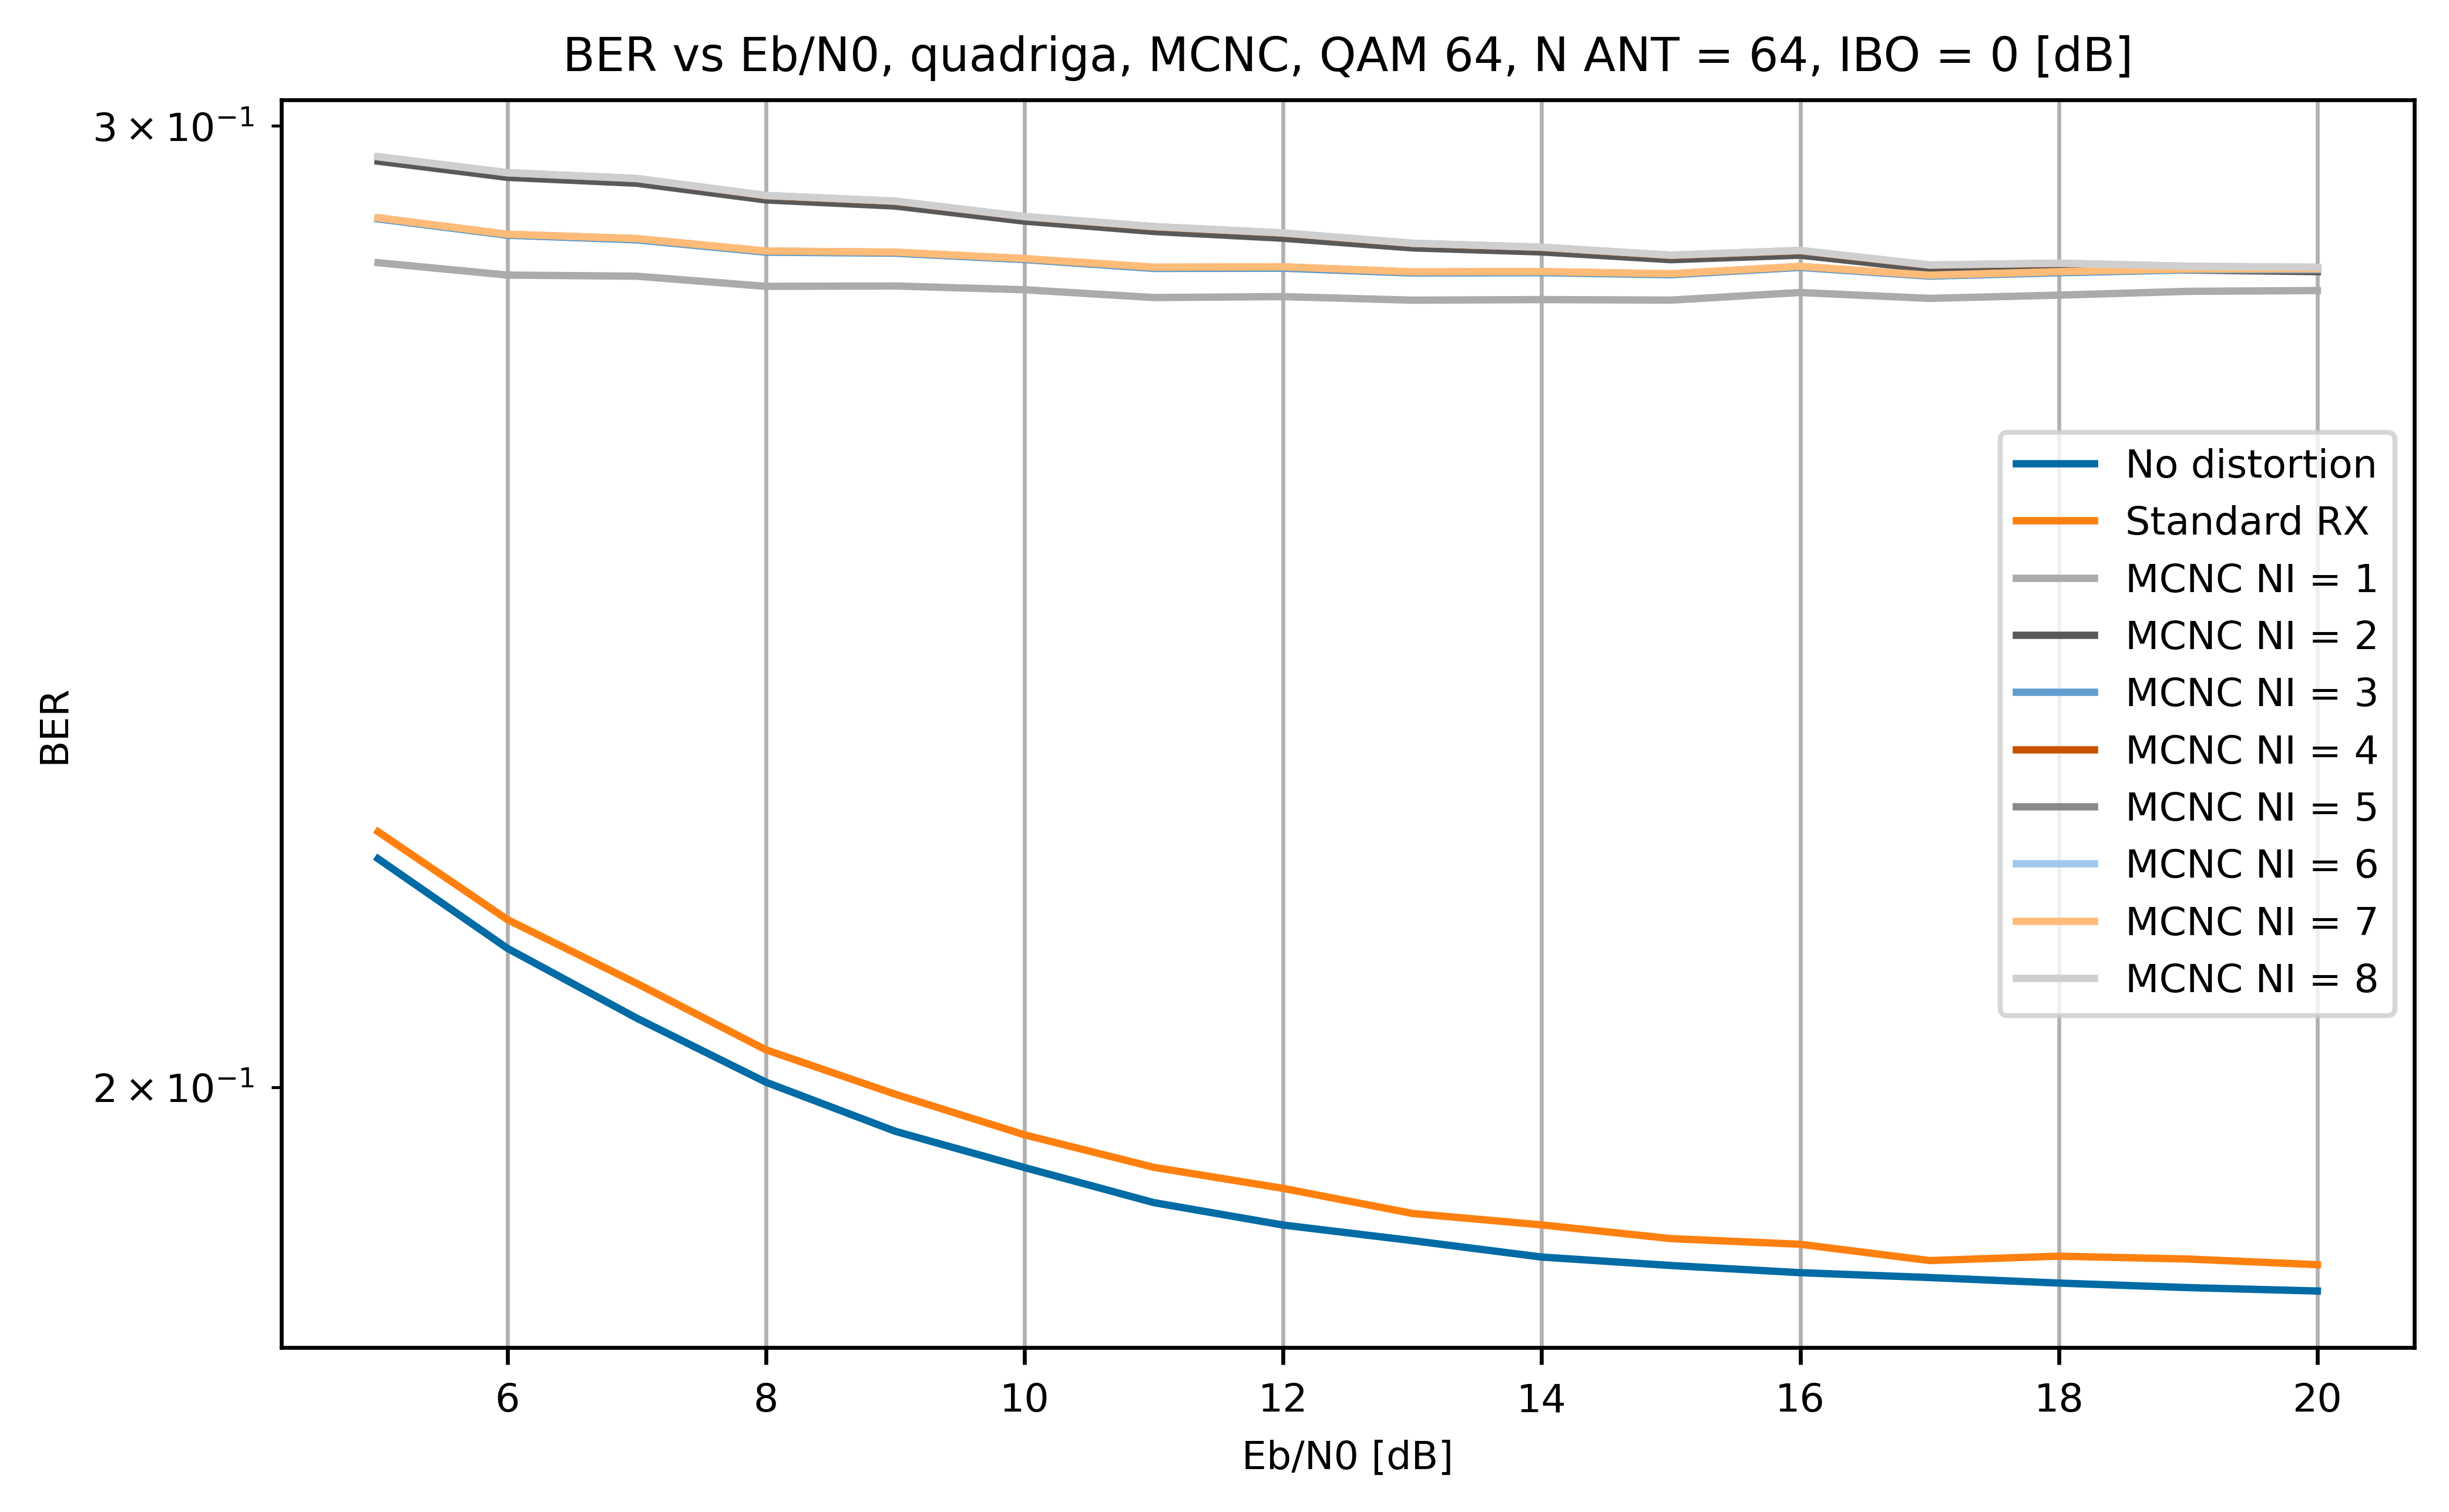 BER vs Eb/N0, quadriga, MCNC, QAM 64, N ANT = 64, IBO = 0 [dB]
3 × 10⁻¹
2 × 10⁻¹
BER
No distortion
Standard RX
MCNC NI = 1
MCNC NI = 2
MCNC NI = 3
MCNC NI = 4
MCNC NI = 5
MCNC NI = 6
MCNC NI = 7
MCNC NI = 8
6 8 10 12 14 16 18 20
Eb/N0 [dB]